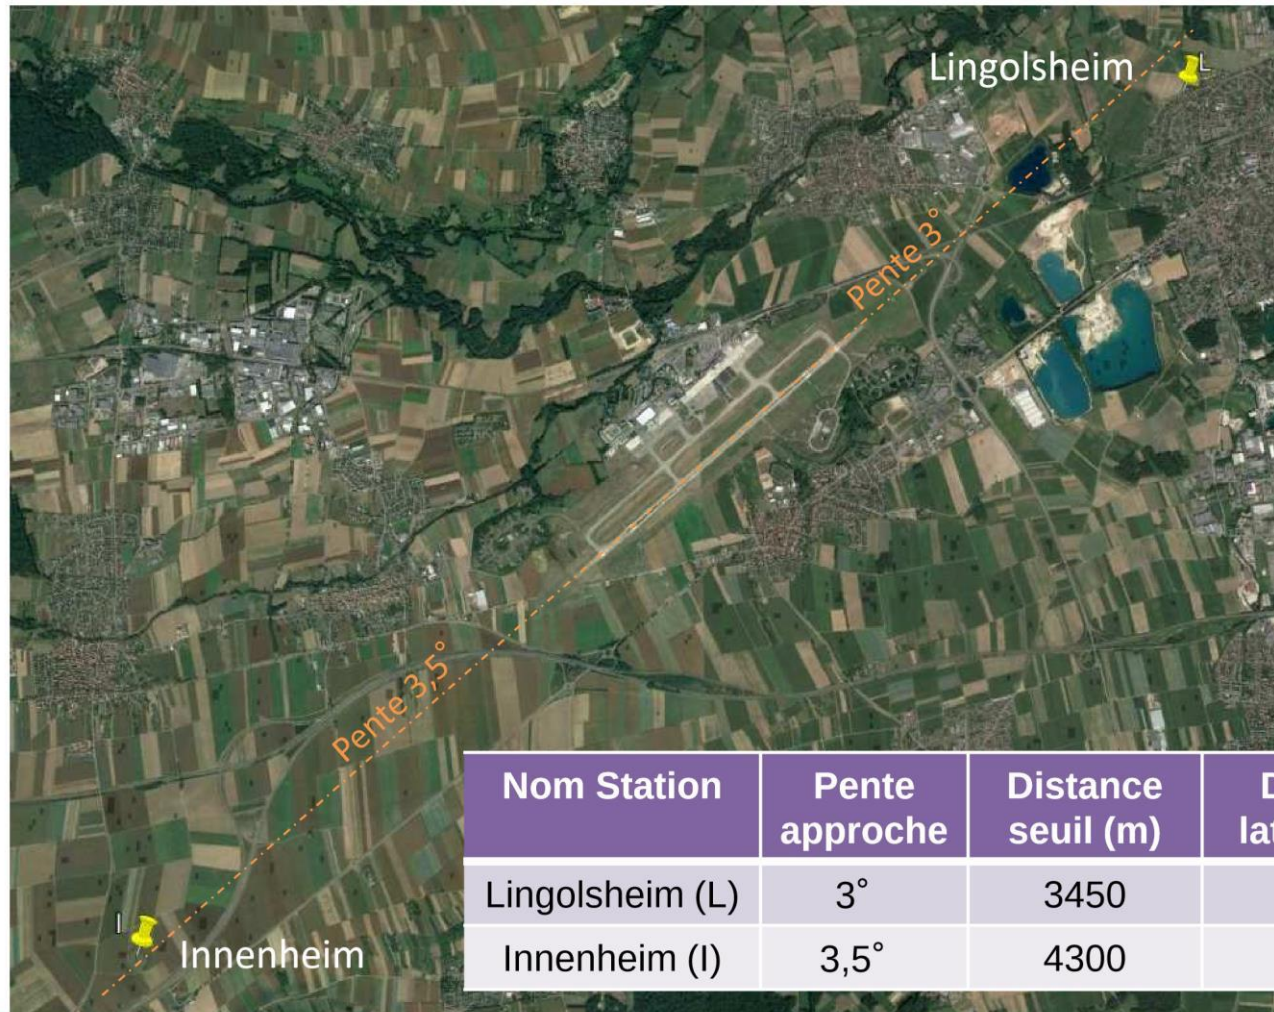 Lingolsheim
L
Pente 3°
Pente 3,5°
I
Innenheim
Nom Station Pente approche Distance seuil (m)
Lingolsheim (L) 3° 3450
Innenheim (I) 3,5° 4300